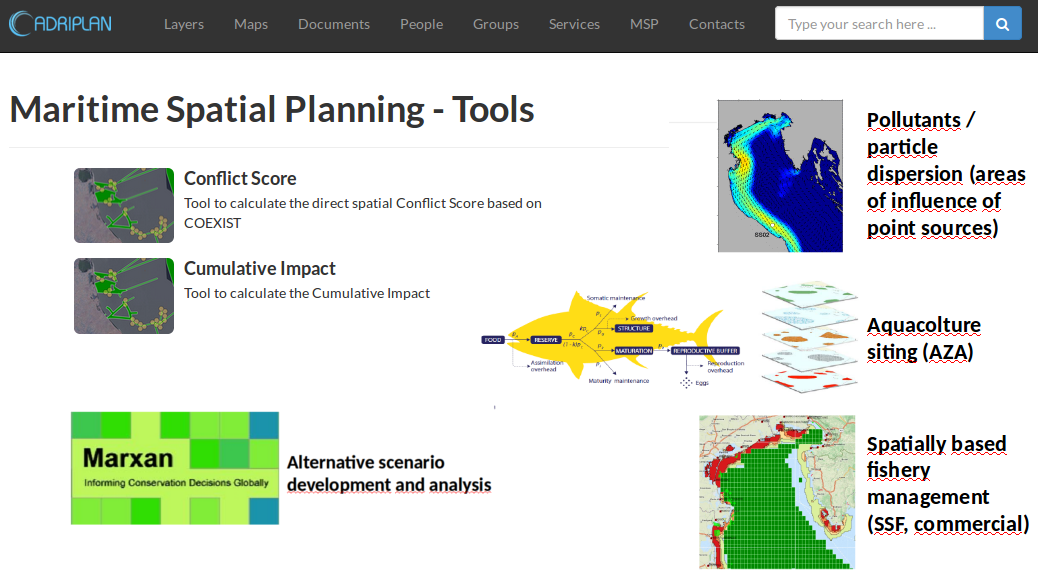 ADRIPLAN
Layers Maps Documents People Groups Services MSP Contacts
Type your search here ...
Maritime Spatial Planning - Tools
Conflict Score
Tool to calculate the direct spatial Conflict Score based on
COEXIST
Cumulative Impact
Tool to calculate the Cumulative Impact
SS02
Pollutants /
particle
dispersion (areas
of influence of
point sources)
Somatic maintenance
Growth overhead
STRUCTURE
FOOD
RESERVE
MATURATION
REPRODUCTIVE BUFFER
Assimilation
overhead
Maturity maintenance
Reproduction
overhead
Eggs
Aquacolture
siting (AZA)
Marxan
Informing Conservation Decisions Globally
Alternative scenario
development and analysis
Spatially based
fishery
management
(SSF, commercial)